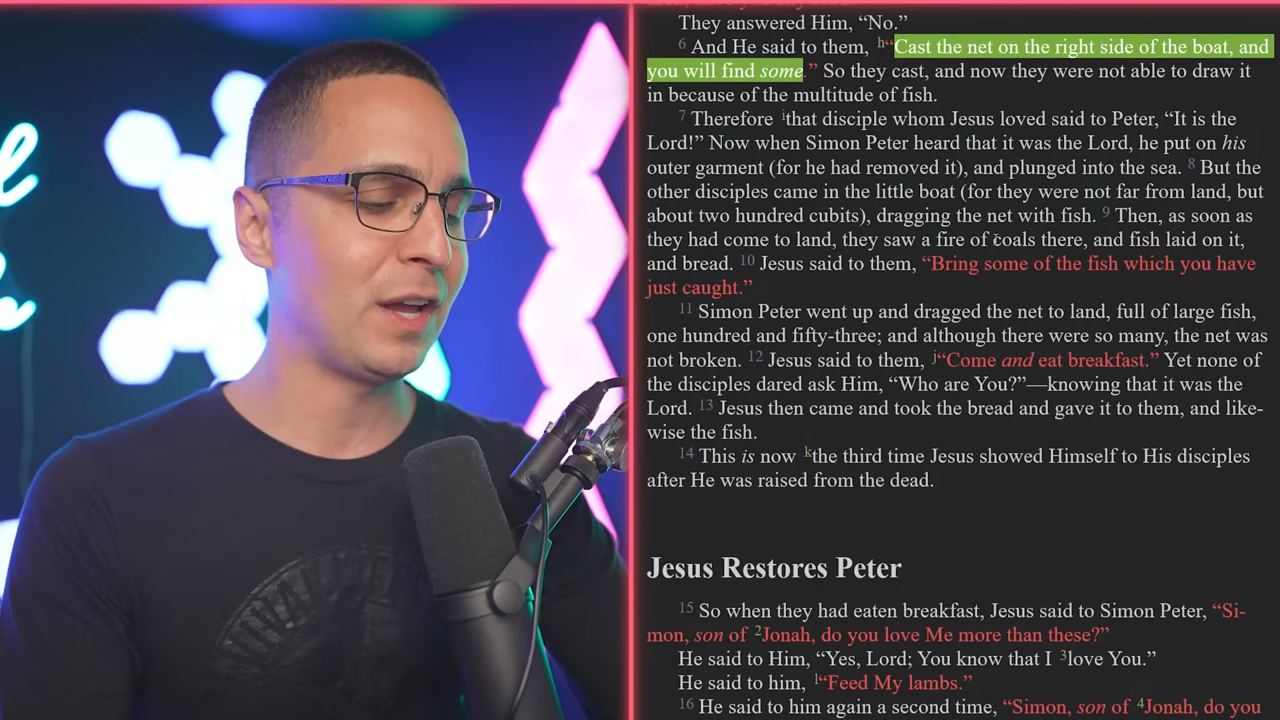 They answered Him, “No.”
6 And He said to them, h“Cast the net on the right side of the boat, and
you will find some.” So they cast, and now they were not able to draw it
in because of the multitude of fish.
7 Therefore ithat disciple whom Jesus loved said to Peter, “It is the
Lord!” Now when Simon Peter heard that it was the Lord, he put on his
outer garment (for he had removed it), and plunged into the sea. 8 But the
other disciples came in the little boat (for they were not far from land, but
about two hundred cubits), dragging the net with fish. 9 Then, as soon as
they had come to land, they saw a fire of coals there, and fish laid on it,
and bread. 10 Jesus said to them, “Bring some of the fish which you have
just caught.”
11 Simon Peter went up and dragged the net to land, full of large fish,
one hundred and fifty-three; and although there were so many, the net was
not broken. 12 Jesus said to them, j“Come and eat breakfast.” Yet none of
the disciples dared ask Him, “Who are You?”—knowing that it was the
Lord. 13 Jesus then came and took the bread and gave it to them, and like-
wise the fish.
14 This is now kthe third time Jesus showed Himself to His disciples
after He was raised from the dead.
Jesus Restores Peter
15 So when they had eaten breakfast, Jesus said to Simon Peter, “Si-
mon, son of 2Jonah, do you love Me more than these?”
He said to Him, “Yes, Lord; You know that I 3love You.”
He said to him, l“Feed My lambs.”
16 He said to him again a second time, “Simon, son of 4Jonah, do you